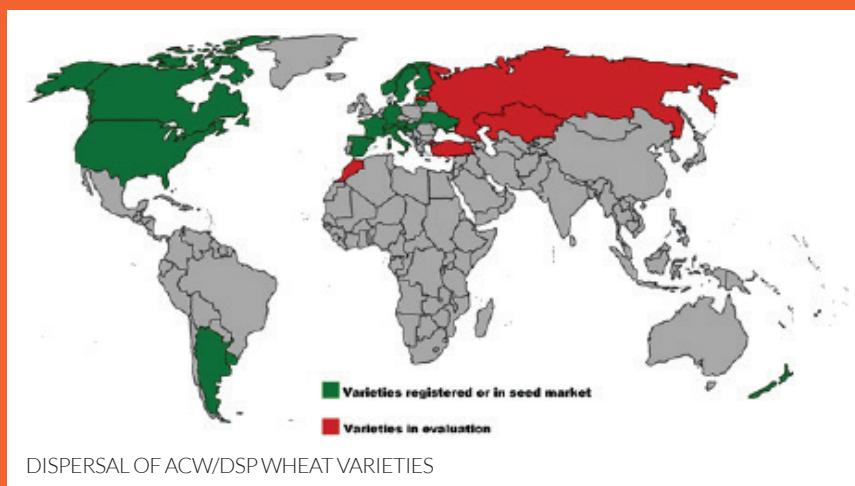 Varieties registered or in seed market
Varieties in evaluation
DISPERSAL OF ACW/DSP WHEAT VARIETIES